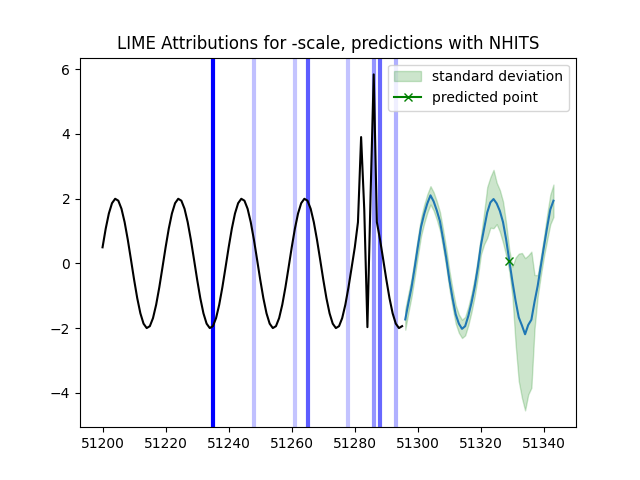 LIME Attributions for -scale, predictions with NHITS
standard deviation
predicted point
6
4
2
0
−2
−4
51200 51220 51240 51260 51280 51300 51320 51340